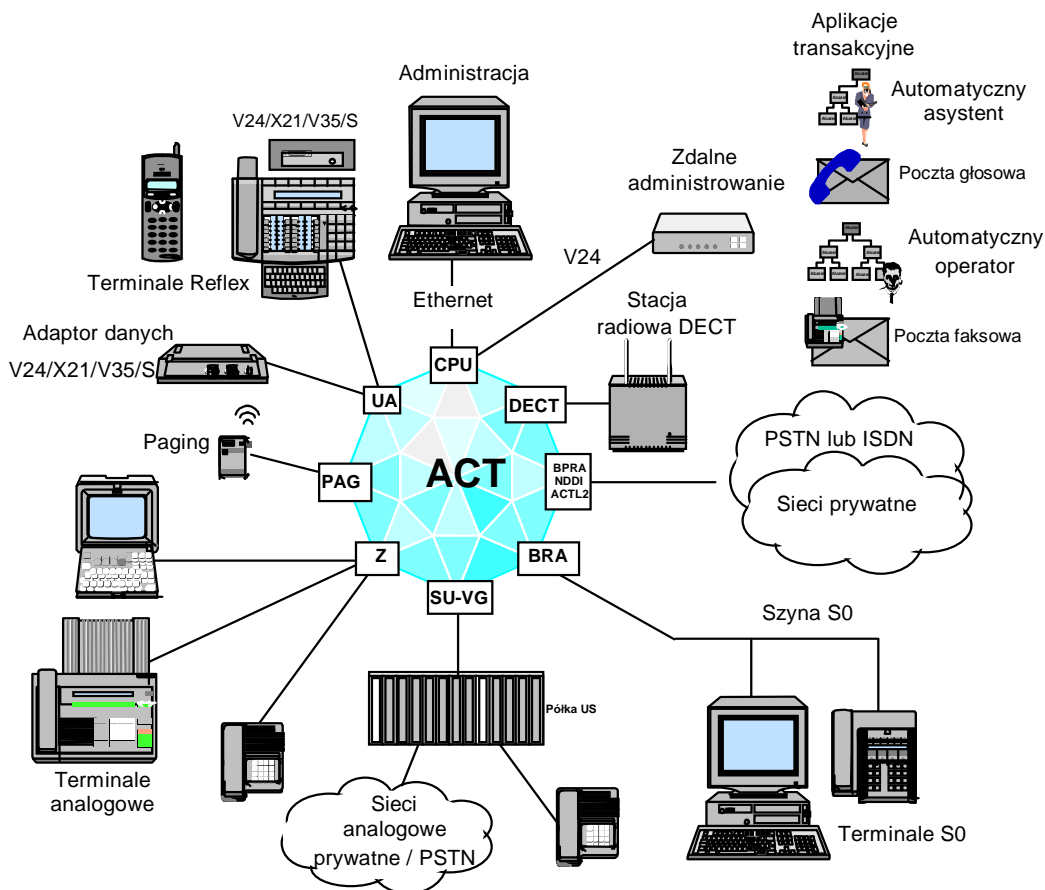 Aplikacje
transakcyjne
Administracja
Automatyczny
asystent
V24/X21/V35/S
Zdalne
administrowanie
Poczta głosowa
V24
Automatyczny
operator
Terminale Reflex
Ethernet
Stacja
radiowa DECT
Adaptor danych
V24/X21/V35/S
Poczta faksowa
CPU
UA
DECT
PSTN lub ISDN
Paging
ACT
BPRA
NDDI
ACTL2
PAG
Sieci prywatne
Z
BRA
SU-VG
Szyna S0
Półka US
Terminale
analogowe
Sieci
analogowe
prywatne / PSTN
Terminale S0